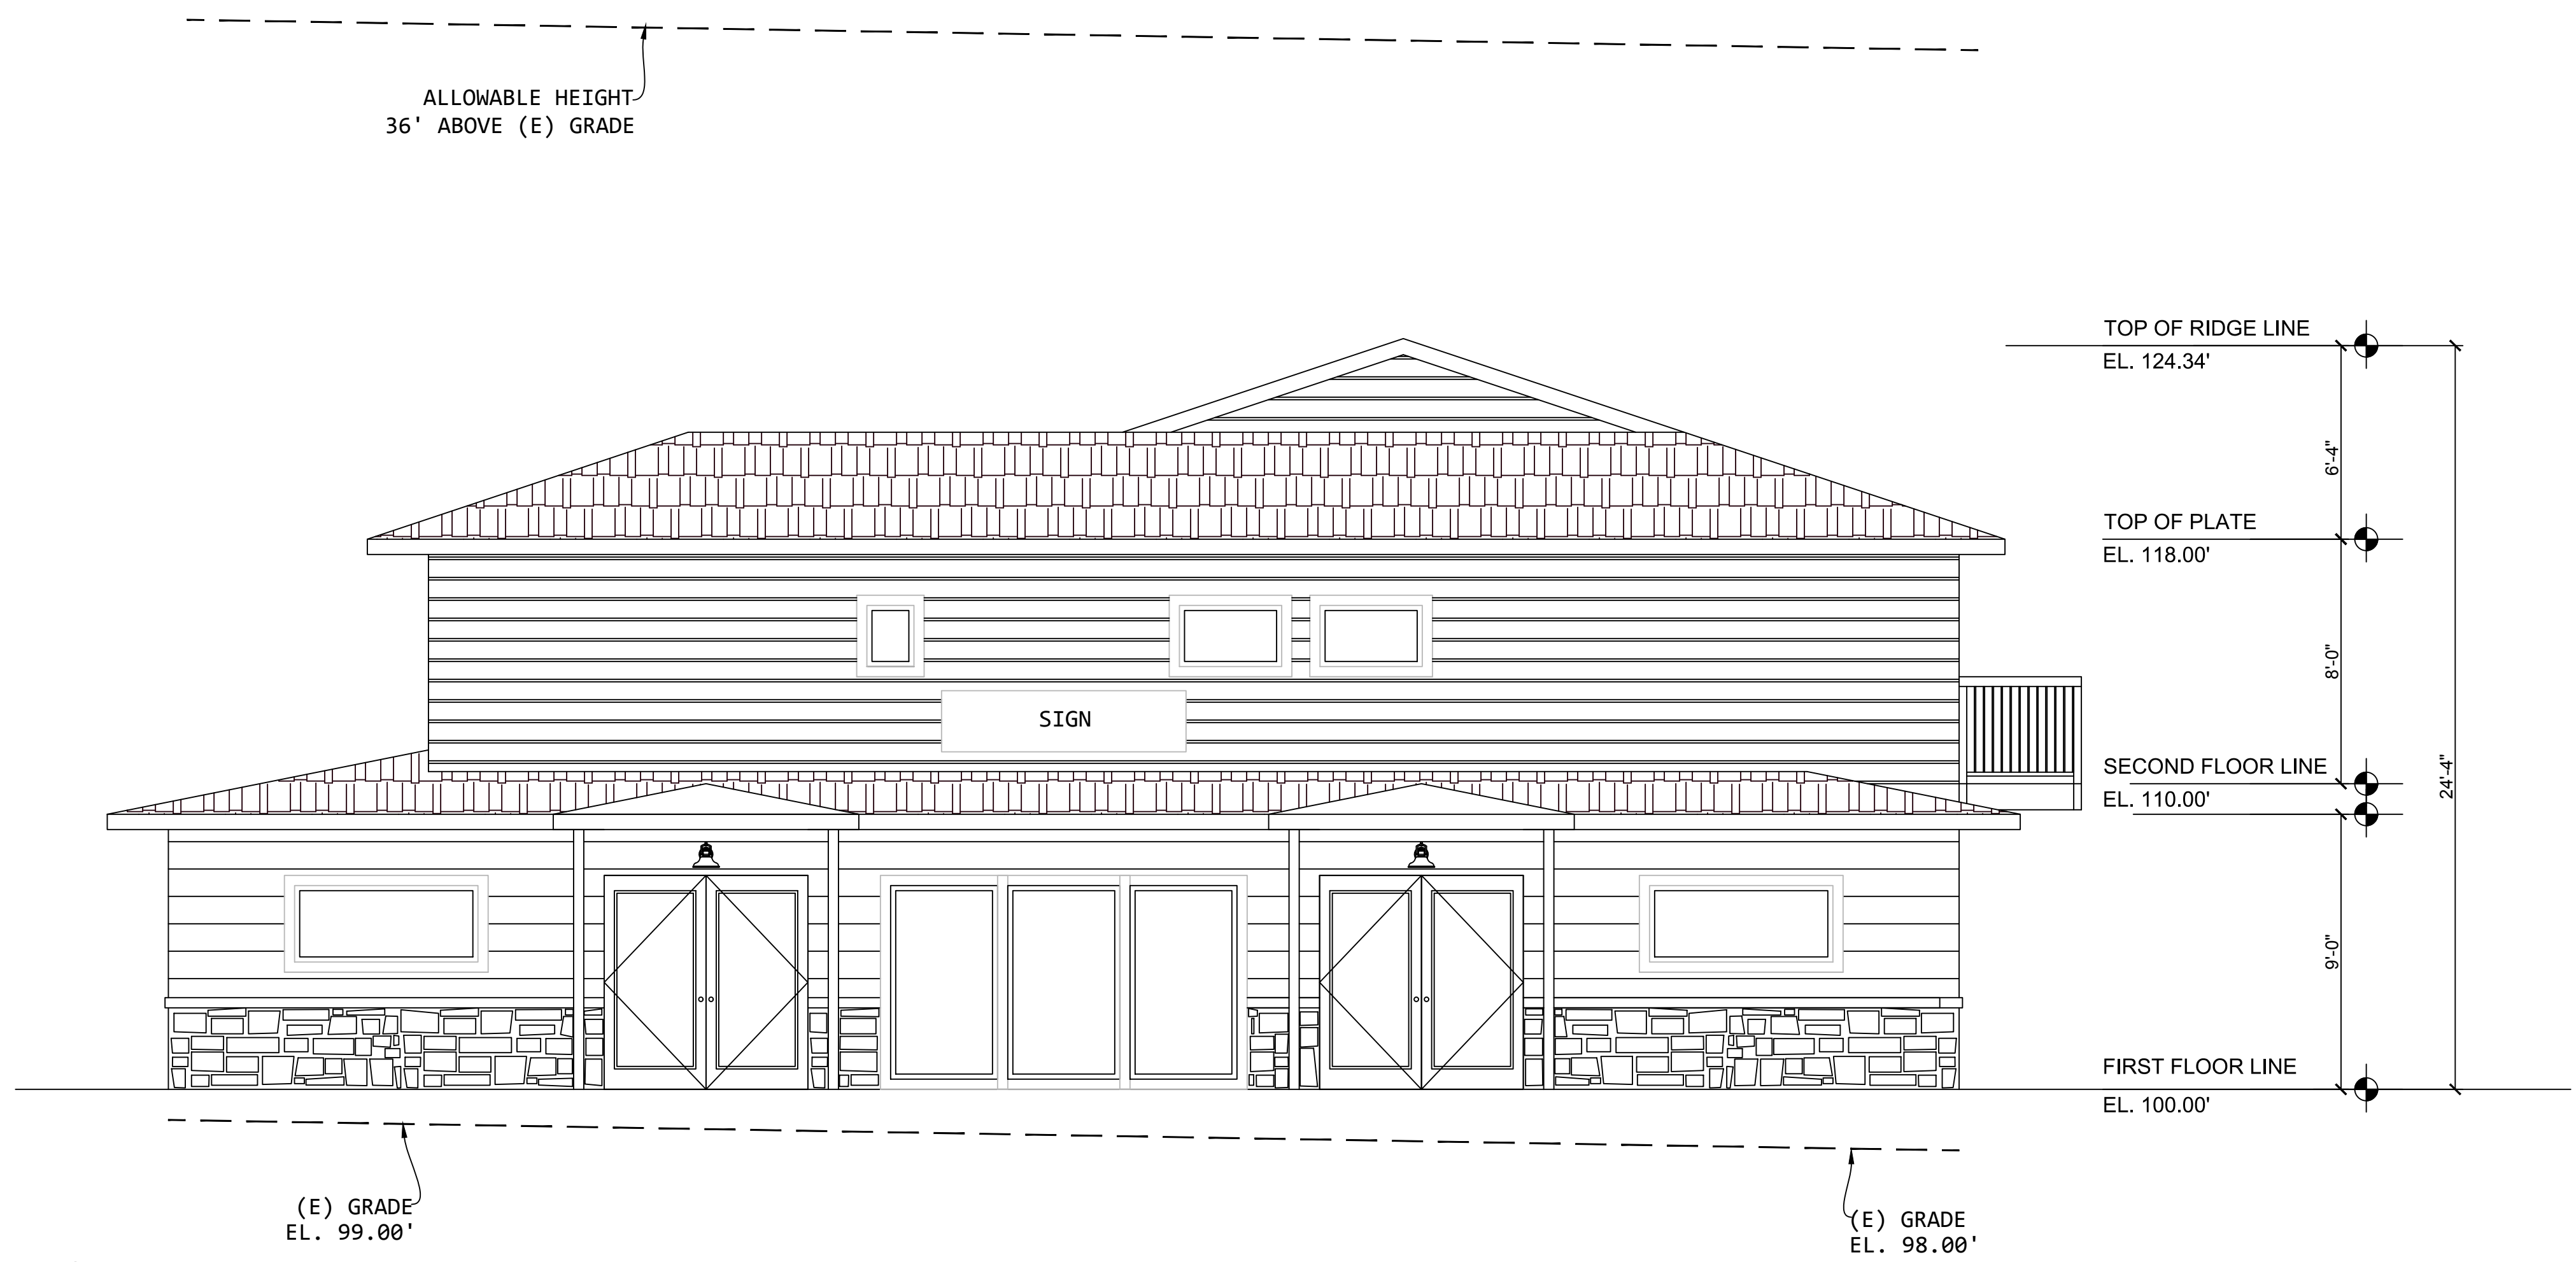 ALLOWABLE HEIGHT
36' ABOVE (E) GRADE
TOP OF RIDGE LINE
EL. 124.34'
6'-4"
TOP OF PLATE
EL. 118.00'
8'-0"
SIGN
SECOND FLOOR LINE
EL. 110.00'
24'-4"
9'-0"
FIRST FLOOR LINE
EL. 100.00'
(E) GRADE
EL. 99.00'
(E) GRADE
EL. 98.00'